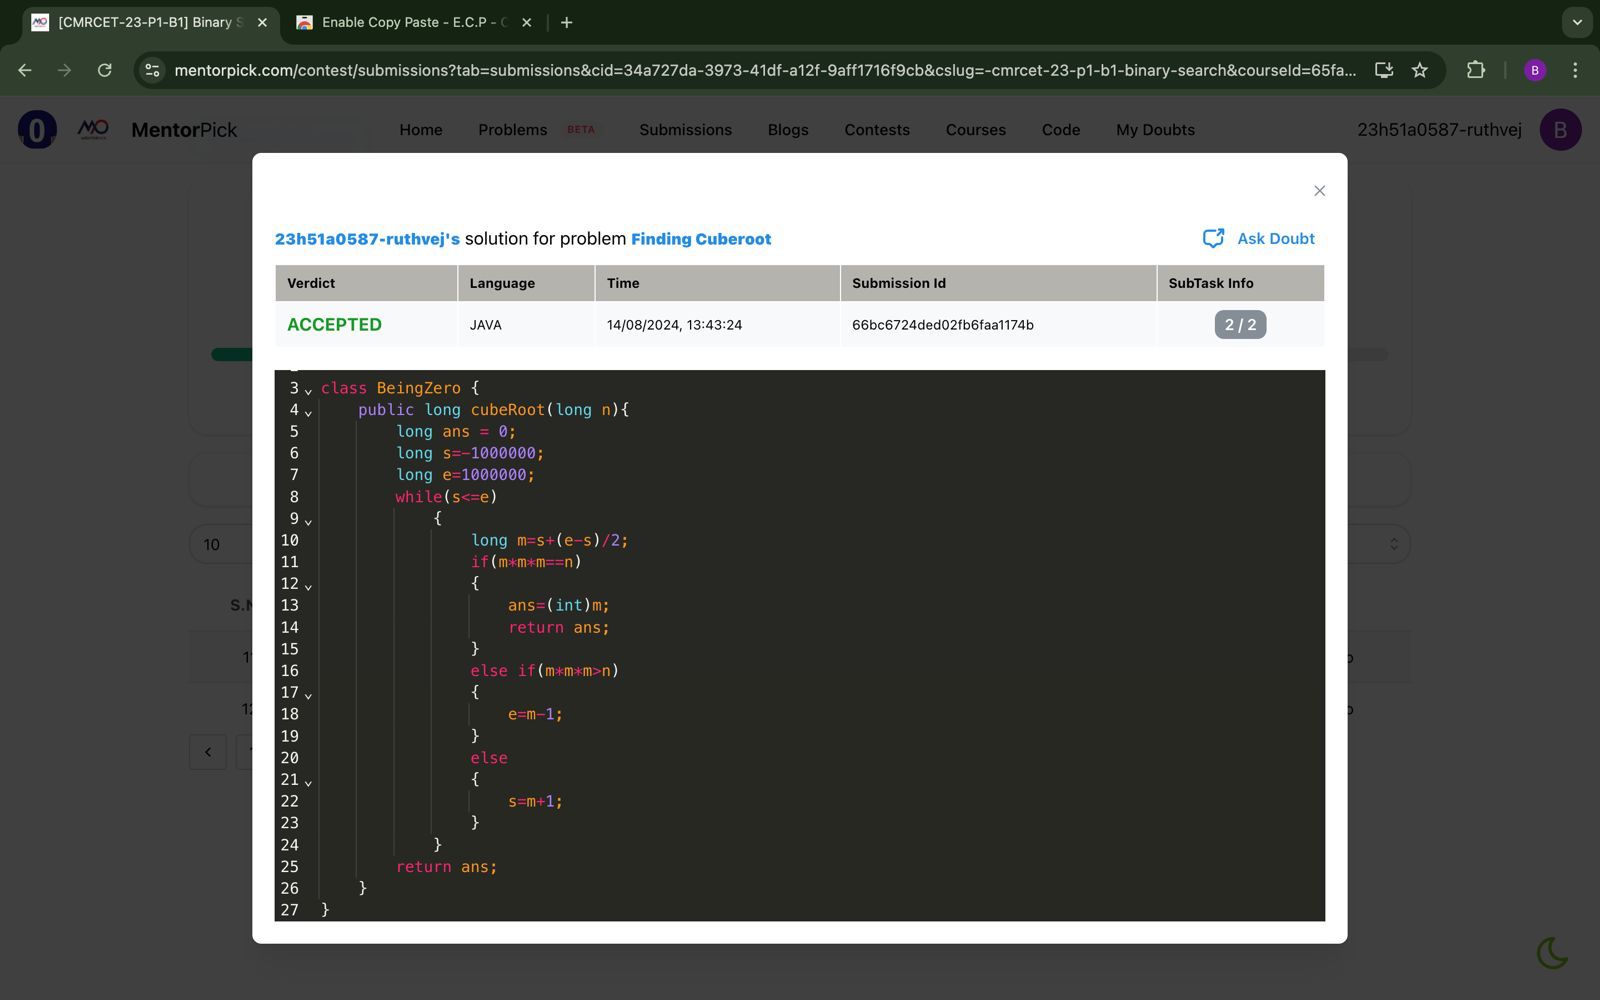 [CMRCET-23-P1-B1] Binary S
Enable Copy Paste - E.C.P -
mentorpick.com/contest/submissions?tab=submissions&cid=34a727da-3973-41df-a12f-9aff1716f9cb&cslug=-cmrcet-23-p1-b1-binary-search&courseId=65fa...
B
MentorPick
Home
Problems BETA
Submissions
Blogs
Contests
Courses
Code
My Doubts
23h51a0587-ruthvej
B
23h51a0587-ruthvej's solution for problem Finding Cuberoot
Ask Doubt
Verdict Language Time Submission Id SubTask Info
ACCEPTED JAVA 14/08/2024, 13:43:24 66bc6724ded02fb6faa1174b 2 / 2
3 class BeingZero {
4 public long cubeRoot(long n){
5 long ans = 0;
6 long s=-1000000;
7 long e=1000000;
8 while(s<=e)
9 {
10 long m=s+(e-s)/2;
11 if(m*m*m==n)
12 {
13 ans=(int)m;
14 return ans;
15 }
16 else if(m*m*m>n)
17 {
18 e=m-1;
19 }
20 else
21 {
22 s=m+1;
23 }
24 }
25 return ans;
26 }
27 }
10